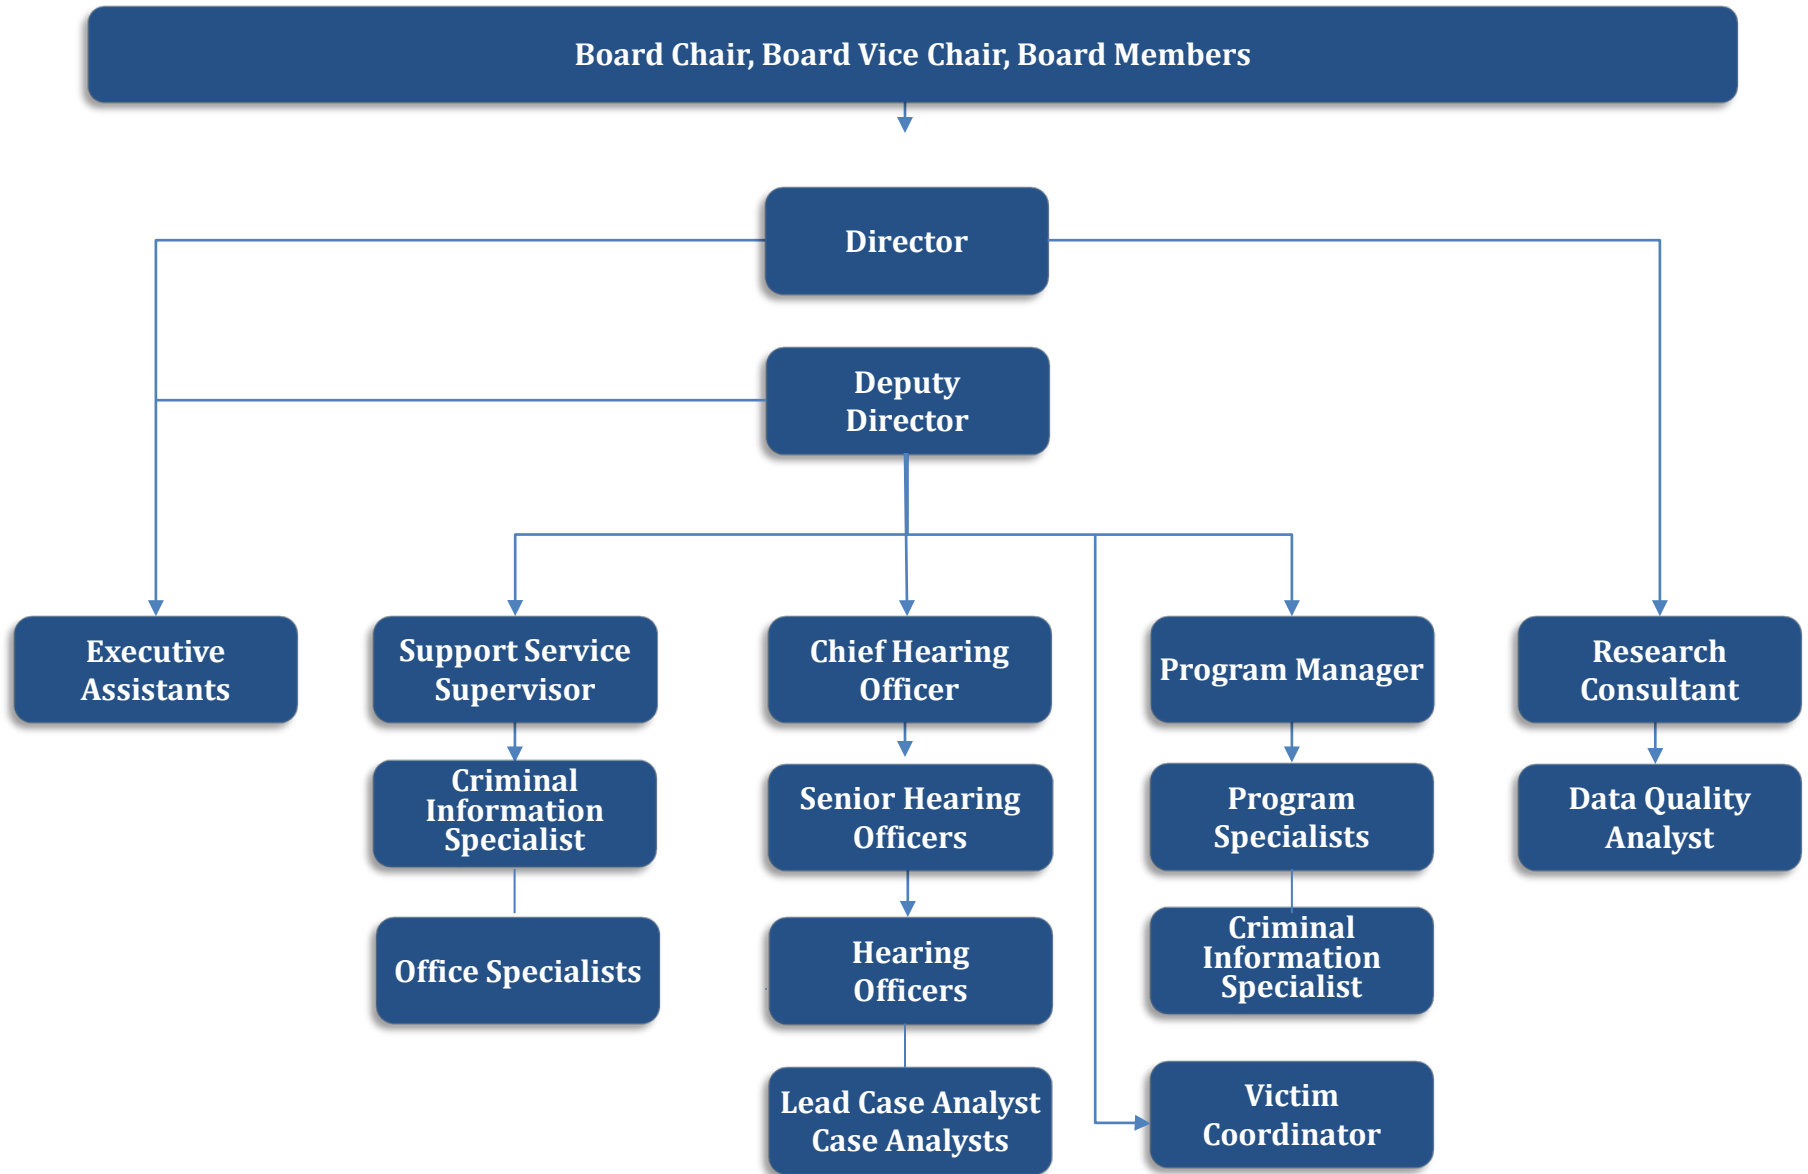 Board Chair, Board Vice Chair, Board Members
Director
Deputy
Director
Executive
Assistants
Support Service
Supervisor
Chief Hearing
Officer
Program Manager
Research
Consultant
Criminal
Information
Specialist
Senior Hearing
Officers
Program
Specialists
Data Quality
Analyst
Office Specialists
Hearing
Officers
Criminal
Information
Specialist
Lead Case Analyst
Case Analysts
Victim
Coordinator